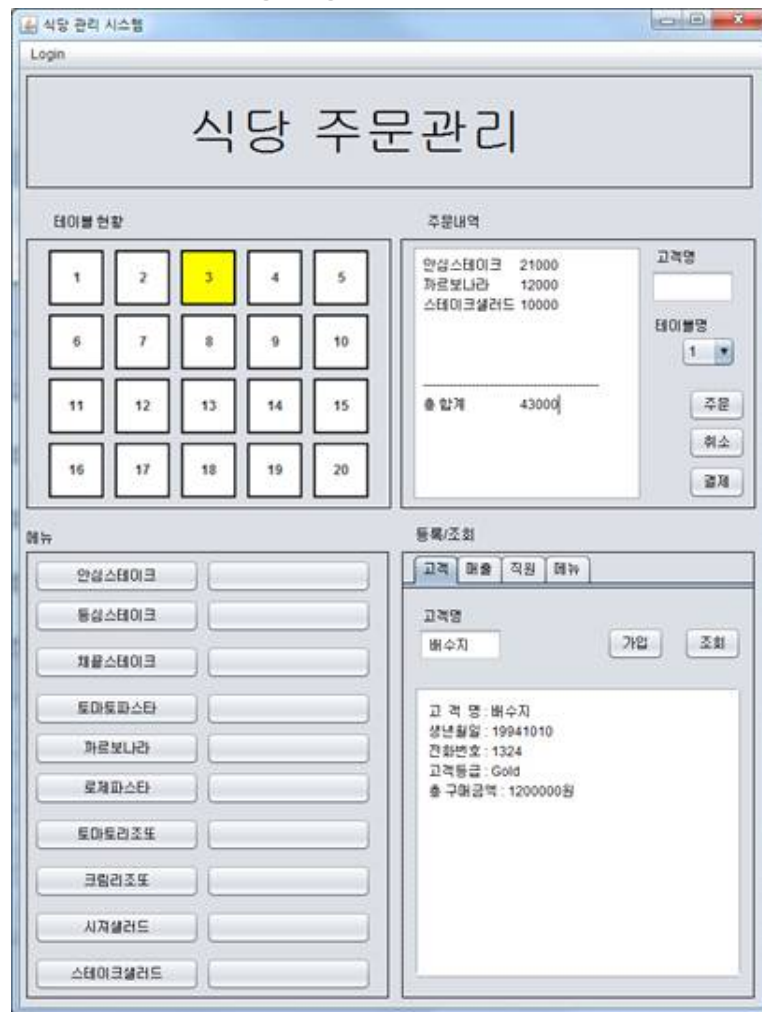 식당 관리 시스템
Login
식당 주문관리
테이블 현황
1 2 3 4 5
6 7 8 9 10
11 12 13 14 15
16 17 18 19 20
주문내역
안심스테이크 21000
까르보나라 12000
스테이크샐러드 10000
총 합계 43000
고객명
테이블명
1
주문
취소
결제
메뉴
안심스테이크
등심스테이크
채끝스테이크
토마토파스타
까르보나라
로제파스타
토마토리조또
크림리조또
시져샐러드
스테이크샐러드
등록/조회
고객 매출 직원 메뉴
고객명
배수지 가입 조회
고 객 명 : 배수지
생년월일 : 19941010
전화번호 : 1324
고객등급 : Gold
총 구매금액 : 1200000원